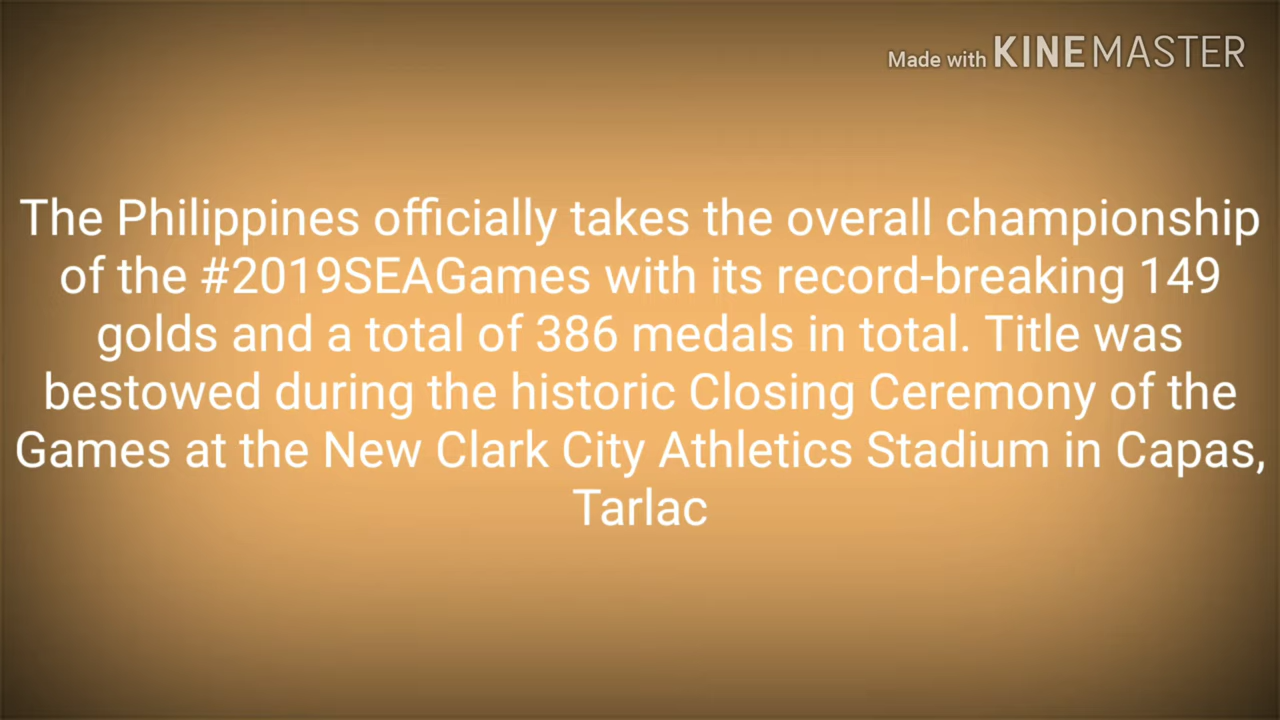 Made with KINEMASTER
The Philippines officially takes the overall championship
of the #2019SEAGames with its record-breaking 149
golds and a total of 386 medals in total. Title was
bestowed during the historic Closing Ceremony of the
Games at the New Clark City Athletics Stadium in Capas,
Tarlac